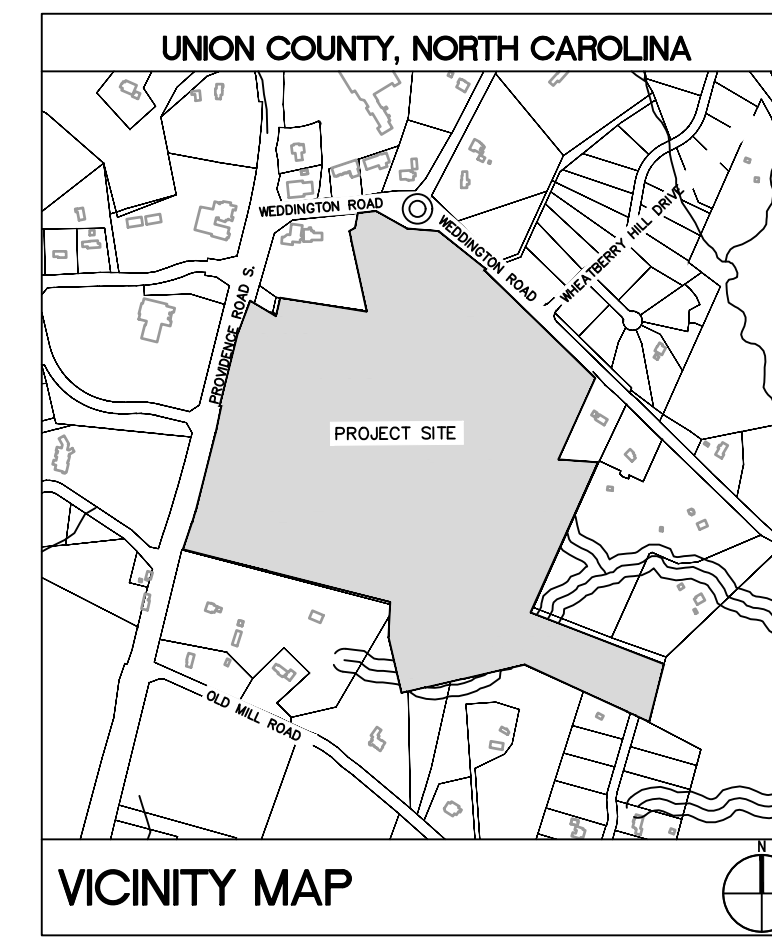 UNION COUNTY, NORTH CAROLINA
WEDDINGTON ROAD
WEDDINGTON ROAD
WHEATBERRY HILL DRIVE
PROVIDENCE ROAD S.
PROJECT SITE
OLD MILL ROAD
VICINITY MAP
N